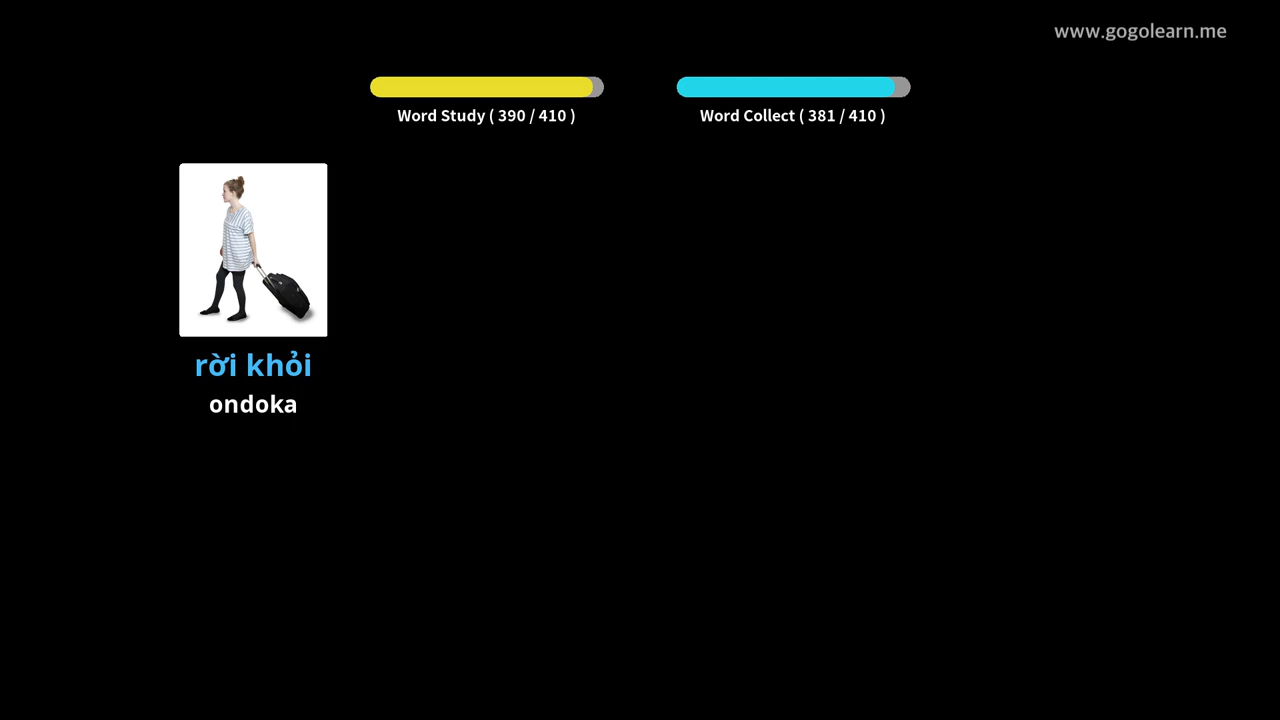 www.gogolearn.me
Word Study ( 390 / 410 )
Word Collect ( 381 / 410 )
rời khỏi
ondoka